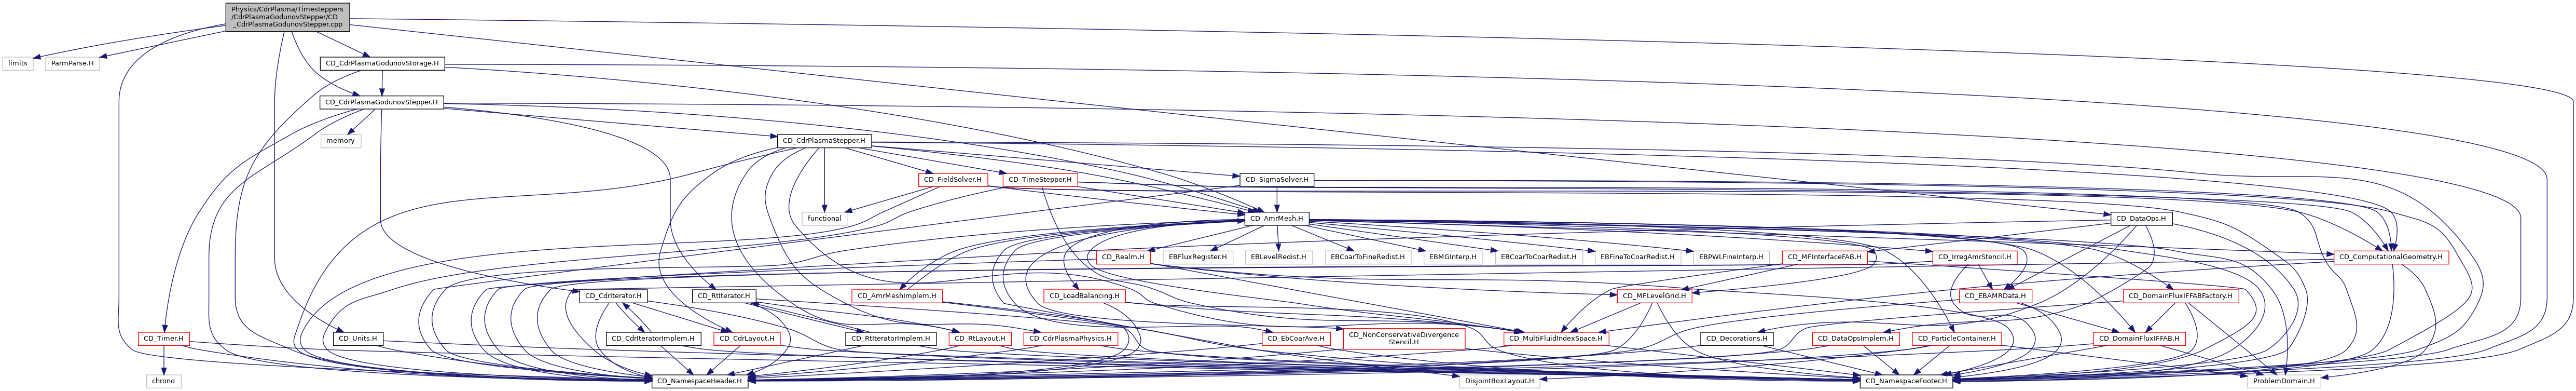 Physics/CdrPlasma/Timesteppers
/CdrPlasmaGodunovStepper/CD
_CdrPlasmaGodunovStepper.cpp
limits
ParmParse.H
CD_CdrPlasmaGodunovStorage.H
CD_CdrPlasmaGodunovStepper.H
memory
CD_CdrPlasmaStepper.H
CD_FieldSolver.H
CD_TimeStepper.H
CD_SigmaSolver.H
functional
CD_AmrMesh.H
CD_DataOps.H
CD_Realm.H
EBFluxRegister.H
EBLevelRedist.H
EBCoarToFineRedist.H
EBMGInterp.H
EBCoarToCoarRedist.H
EBFineToCoarRedist.H
EBPWLFineInterp.H
CD_MFInterfaceFAB.H
CD_IrregAmrStencil.H
CD_ComputationalGeometry.H
CD_CdrIterator.H
CD_RtIterator.H
CD_AmrMeshImplem.H
CD_LoadBalancing.H
CD_MFLevelGrid.H
CD_EBAMRData.H
CD_DomainFluxIFFABFactory.H
CD_Timer.H
CD_Units.H
CD_CdrIteratorImplem.H
CD_CdrLayout.H
CD_RtIteratorImplem.H
CD_RtLayout.H
CD_CdrPlasmaPhysics.H
CD_EbCoarAve.H
CD_NonConservativeDivergence
Stencil.H
CD_MultiFluidIndexSpace.H
CD_Decorations.H
CD_DataOpsImplem.H
CD_ParticleContainer.H
CD_DomainFluxIFFAB.H
chrono
CD_NamespaceHeader.H
DisjointBoxLayout.H
CD_NamespaceFooter.H
ProblemDomain.H